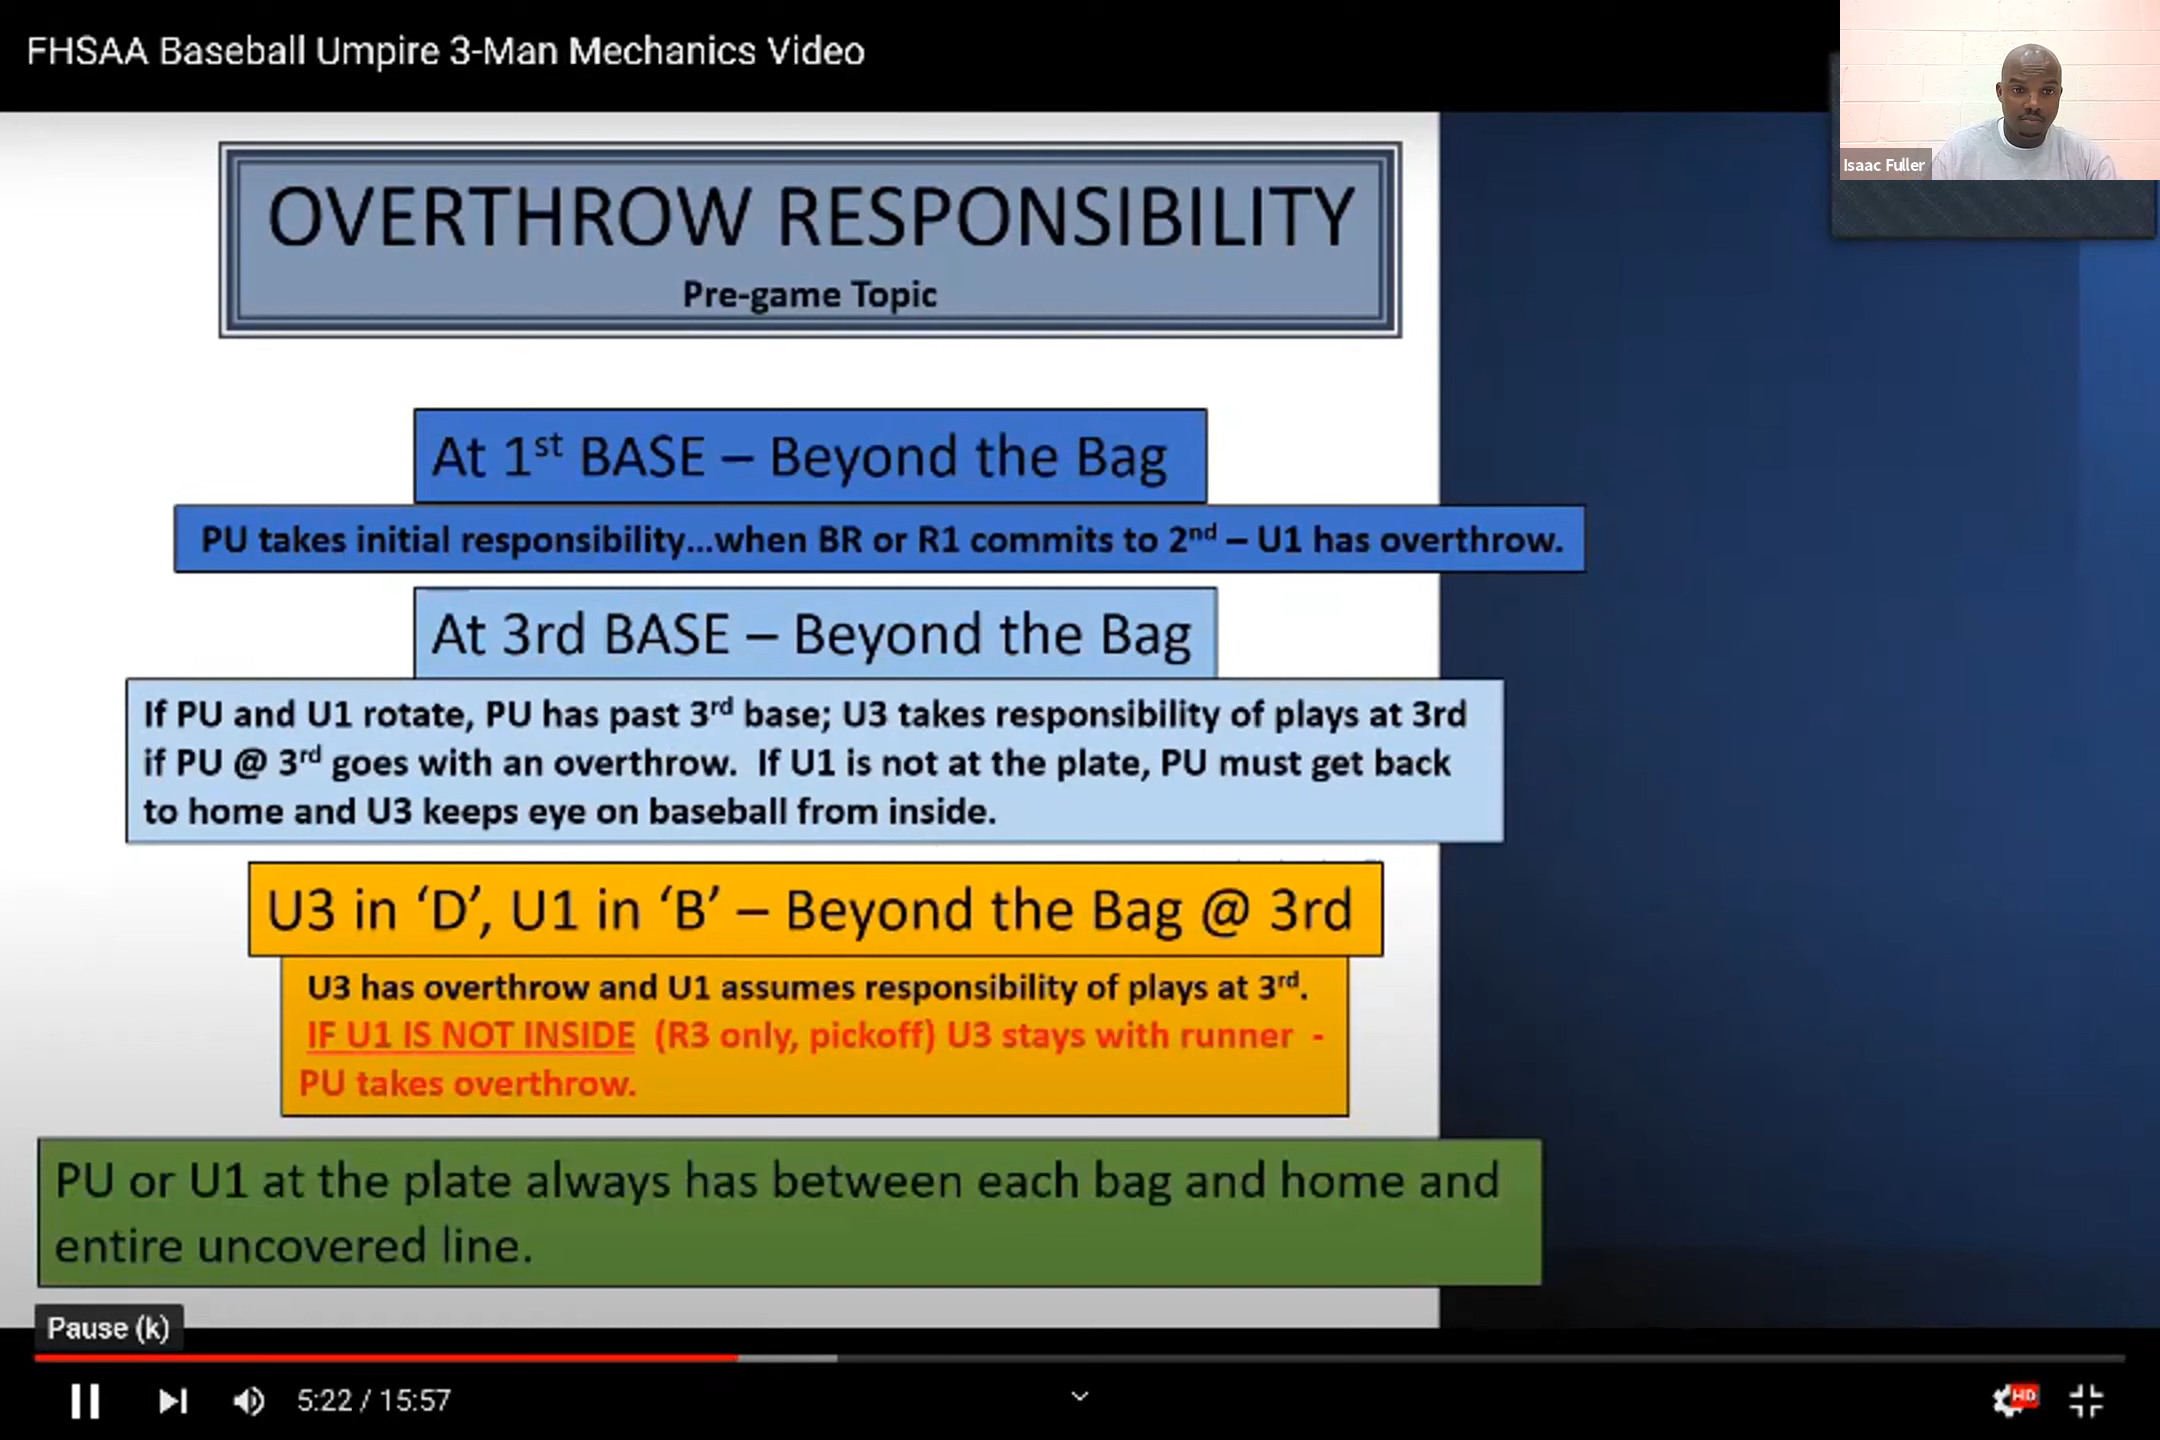 FHSAA Baseball Umpire 3-Man Mechanics Video
Isaac Fuller
OVERTHROW RESPONSIBILITY
Pre-game Topic
At 1st BASE – Beyond the Bag
PU takes initial responsibility...when BR or R1 commits to 2nd – U1 has overthrow.
At 3rd BASE – Beyond the Bag
If PU and U1 rotate, PU has past 3rd base; U3 takes responsibility of plays at 3rd
if PU @ 3rd goes with an overthrow. If U1 is not at the plate, PU must get back
to home and U3 keeps eye on baseball from inside.
U3 in ‘D’, U1 in ‘B’ – Beyond the Bag @ 3rd
U3 has overthrow and U1 assumes responsibility of plays at 3rd.
IF U1 IS NOT INSIDE (R3 only, pickoff) U3 stays with runner -
PU takes overthrow.
PU or U1 at the plate always has between each bag and home and
entire uncovered line.
Pause (k)
5:22 / 15:57
HD